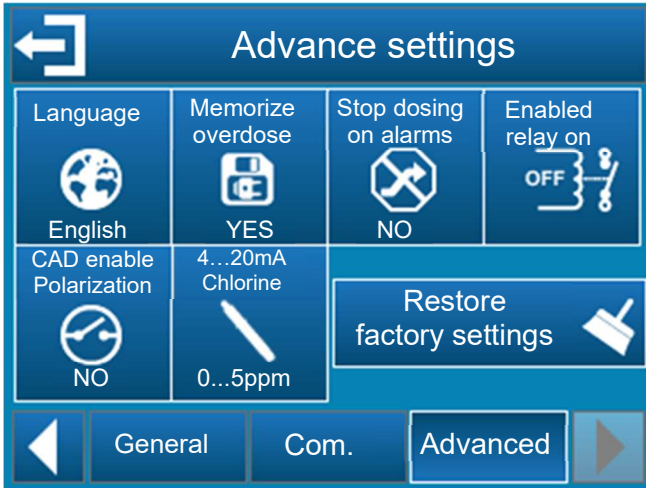 Advance settings
Language
English
Memorize
overdose
YES
Stop dosing
on alarms
NO
Enabled
relay on
OFF
CAD enable
Polarization
NO
4...20mA
Chlorine
0...5ppm
Restore
factory settings
General
Com.
Advanced